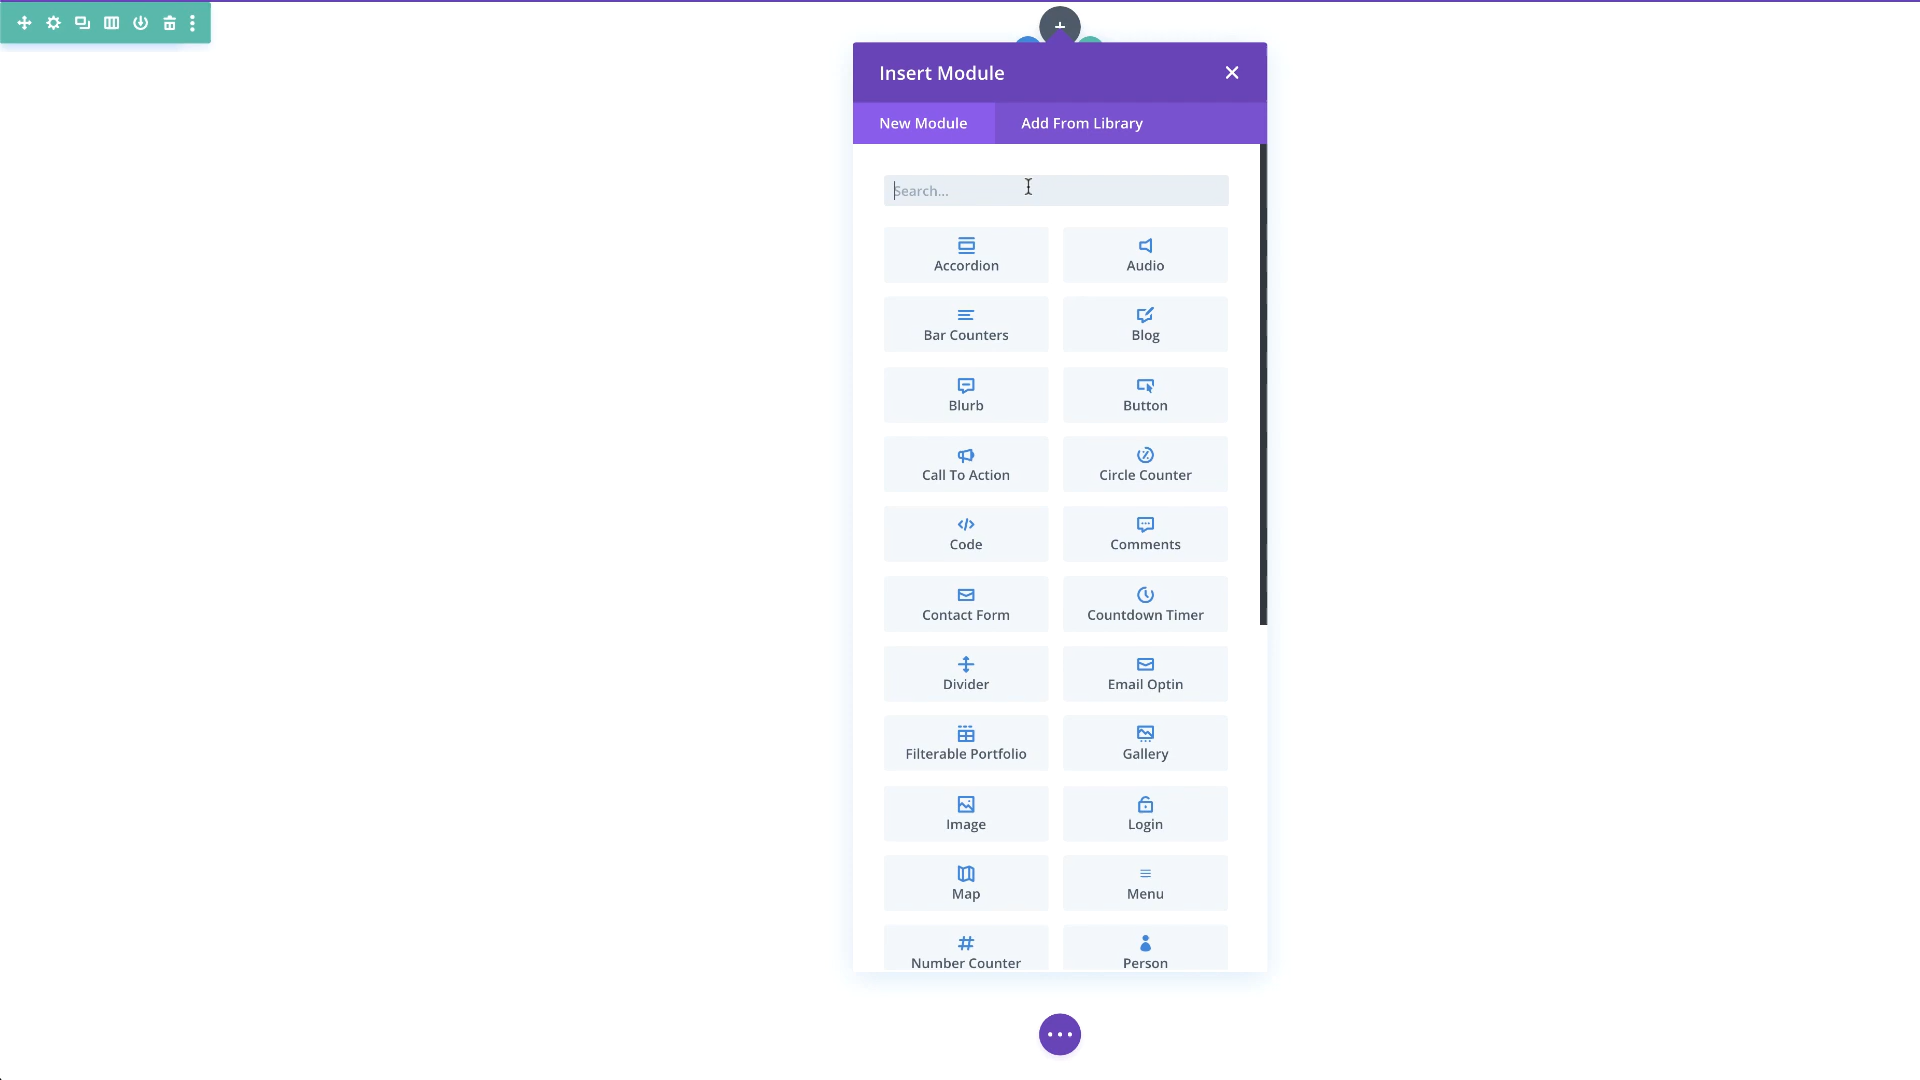 Insert Module
New Module
Add From Library
Search...
Accordion
Audio
Bar Counters
Blog
Blurb
Button
Call To Action
Circle Counter
Code
Comments
Contact Form
Countdown Timer
Divider
Email Optin
Filterable Portfolio
Gallery
Image
Login
Map
Menu
Number Counter
Person